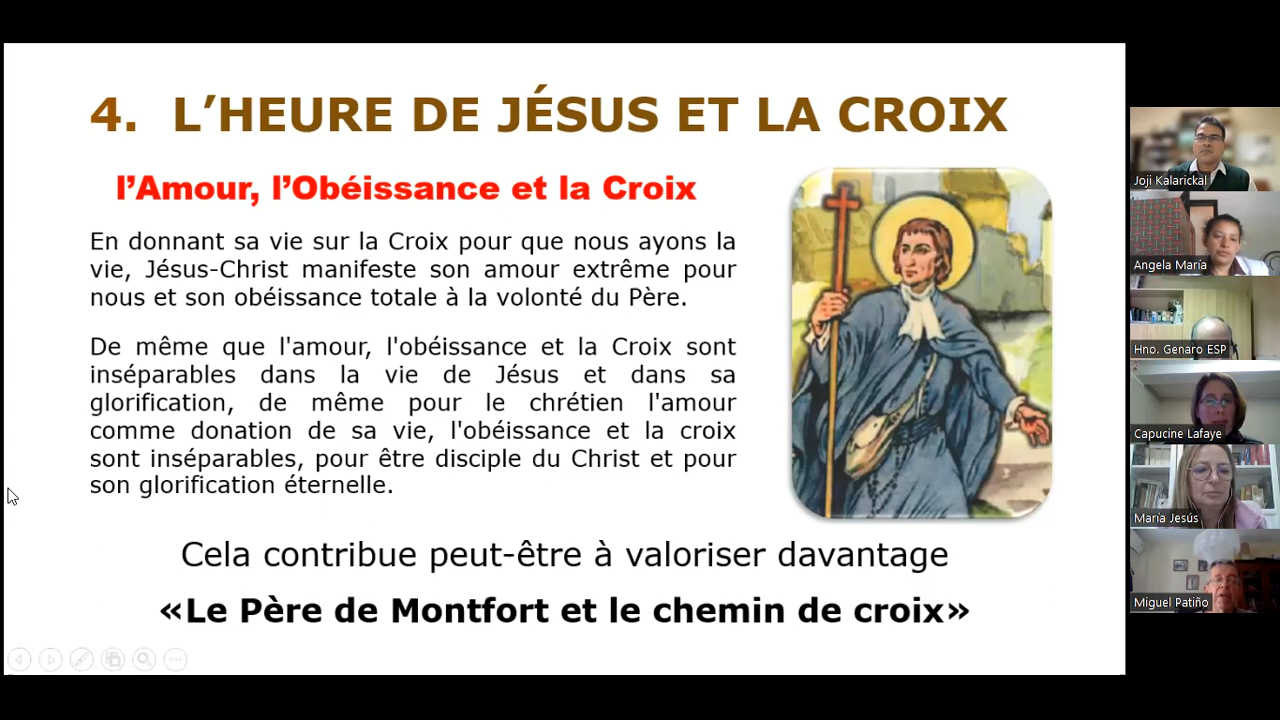 4. L’HEURE DE JÉSUS ET LA CROIX
l’Amour, l’Obéissance et la Croix
En donnant sa vie sur la Croix pour que nous ayons la
vie, Jésus-Christ manifeste son amour extrême pour
nous et son obéissance totale à la volonté du Père.
De même que l'amour, l'obéissance et la Croix sont
inséparables dans la vie de Jésus et dans sa
glorification, de même pour le chrétien l'amour
comme donation de sa vie, l'obéissance et la croix
sont inséparables, pour être disciple du Christ et pour
son glorification éternelle.
Cela contribue peut-être à valoriser davantage
«Le Père de Montfort et le chemin de croix»
Joji Kalarickal
Angela María
Hno. Genaro ESP
Capucine Lafaye
María Jesús
Miguel Patiño